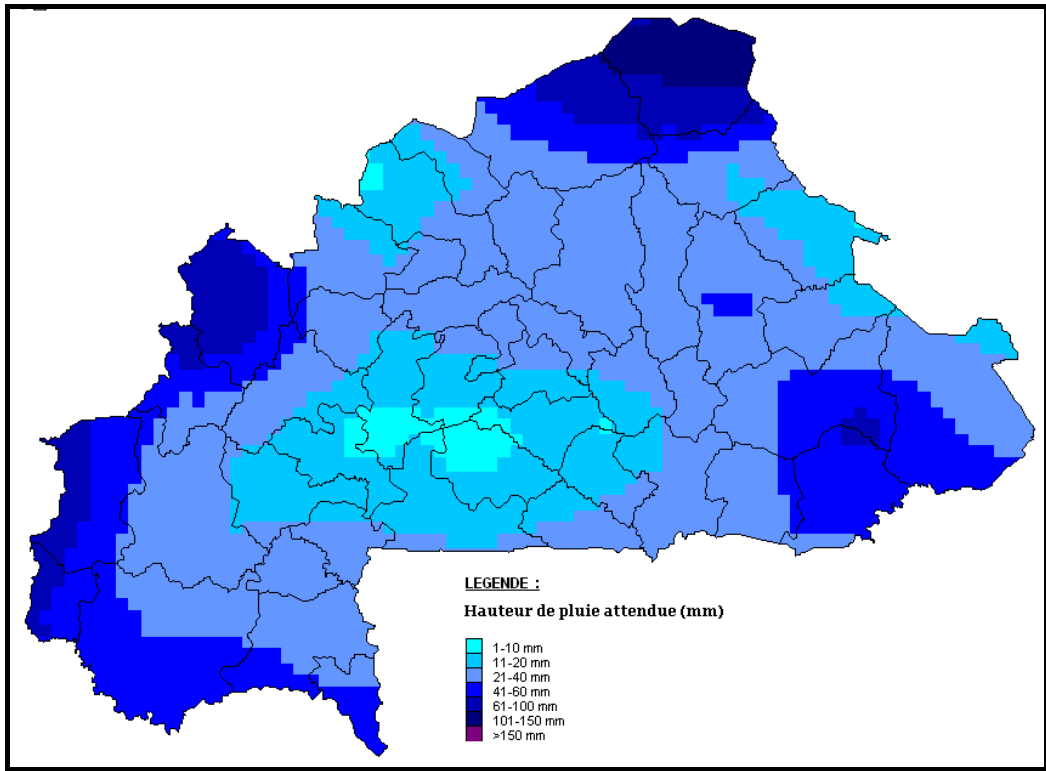 LEGENDE :
Hauteur de pluie attendue (mm)
1-10 mm
11-20 mm
21-40 mm
41-60 mm
61-100 mm
101-150 mm
>150 mm